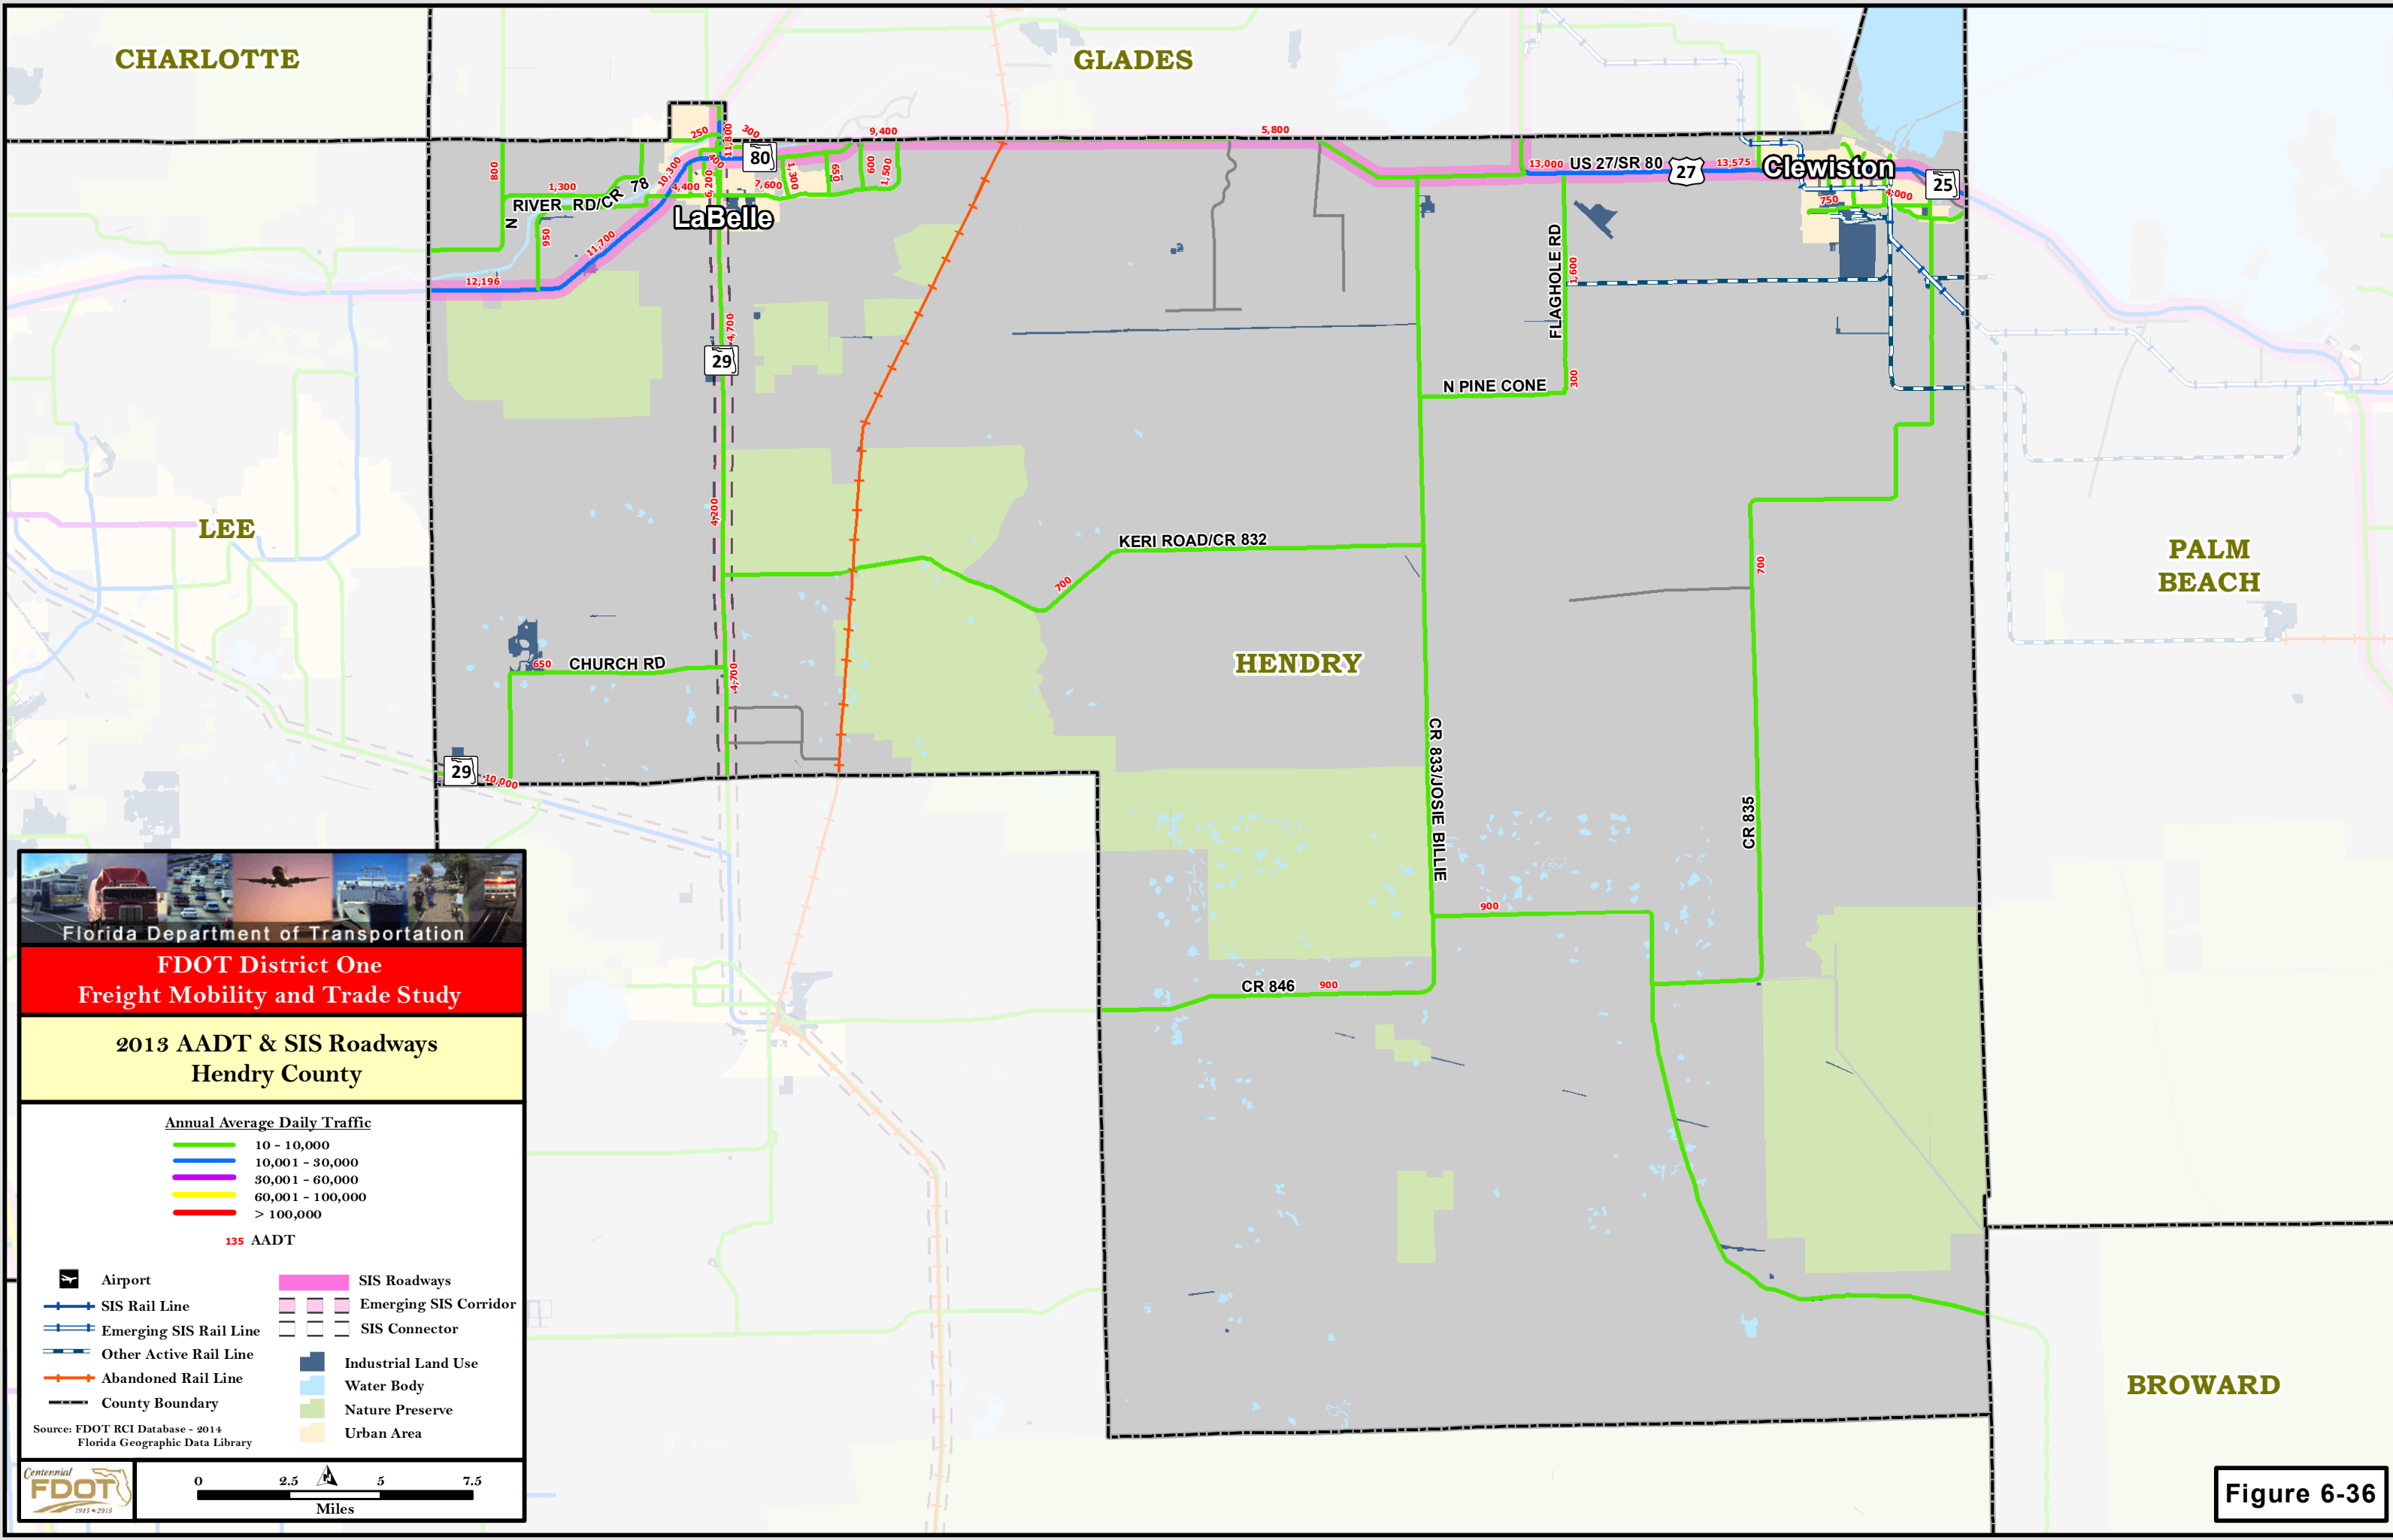 CHARLOTTE
GLADES
250
11,800
300
9,400
5,800
80
800
10,300
400
6,200
4,400
7,600
1,300
650
600
1,500
1,300
N RIVER RD/CR 78
950
LaBelle
11,700
12,196
13,000
US 27/SR 80
27
13,575
Clewiston
25
4,000
750
FLAGHOLE RD
1,600
4,700
29
N PINE CONE
300
4,200
LEE
KERI ROAD/CR 832
700
700
PALM
BEACH
HENDRY
650
CHURCH RD
4,700
29
10,000
CR 833/JOSIE BILLIE
CR 835
900
CR 846
900
BROWARD
Florida Department of Transportation
FDOT District One
Freight Mobility and Trade Study
2013 AADT & SIS Roadways
Hendry County
Annual Average Daily Traffic
10 - 10,000
10,001 - 30,000
30,001 - 60,000
60,001 - 100,000
> 100,000
135 AADT
Airport
SIS Rail Line
Emerging SIS Rail Line
Other Active Rail Line
Abandoned Rail Line
County Boundary
SIS Roadways
Emerging SIS Corridor
SIS Connector
Industrial Land Use
Water Body
Nature Preserve
Urban Area
Source: FDOT RCI Database - 2014
Florida Geographic Data Library
Centennial
FDOT
1915 ★ 2015
0 2.5 5 7.5
Miles
Figure 6-36